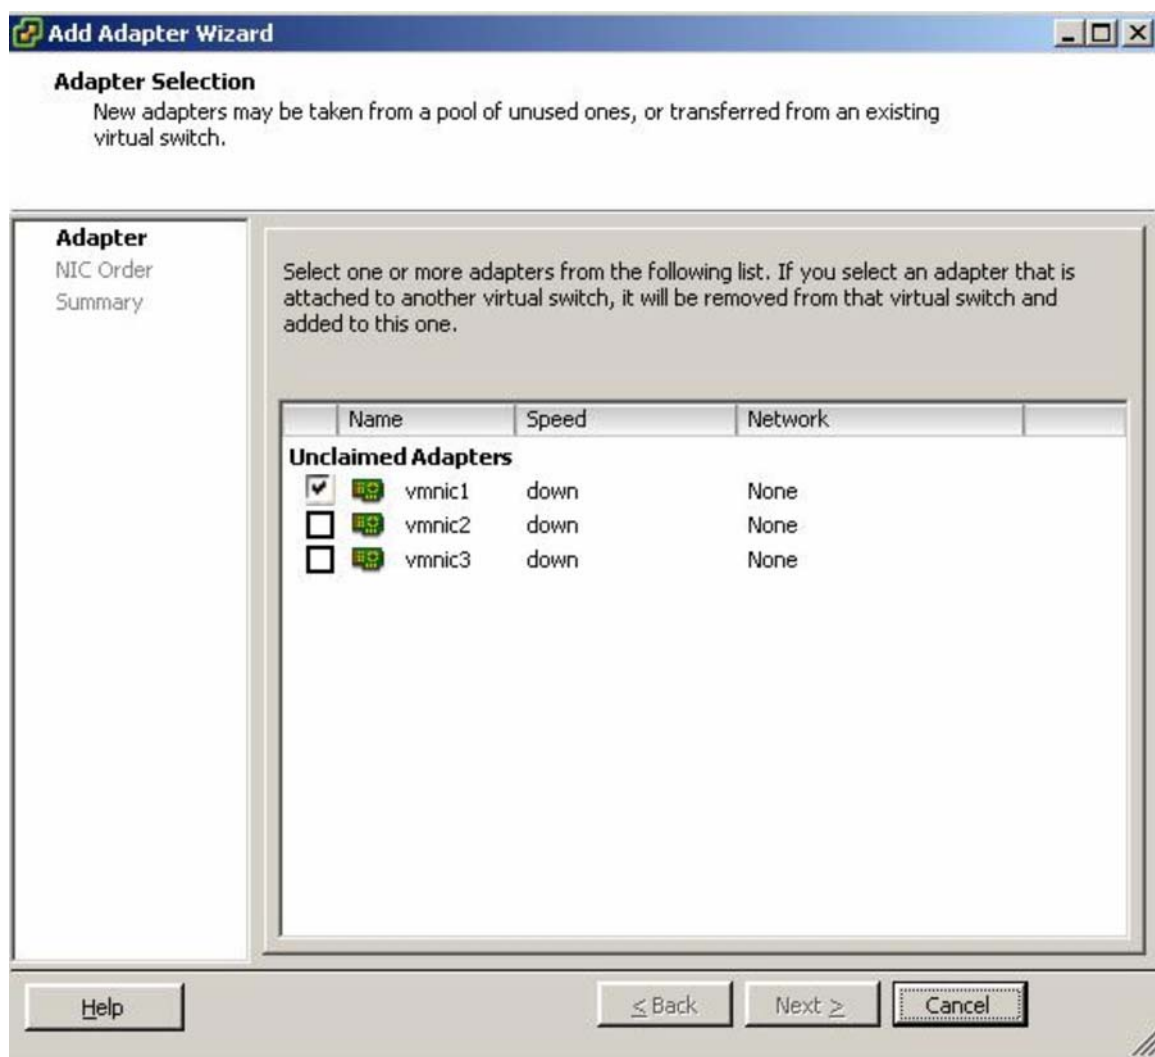 Add Adapter Wizard
Adapter Selection
New adapters may be taken from a pool of unused ones, or transferred from an existing
virtual switch.
Adapter
NIC Order
Summary
Select one or more adapters from the following list. If you select an adapter that is
attached to another virtual switch, it will be removed from that virtual switch and
added to this one.
Name Speed Network
Unclaimed Adapters
vmnic1 down None
vmnic2 down None
vmnic3 down None
Help ≤ Back Next ≥ Cancel